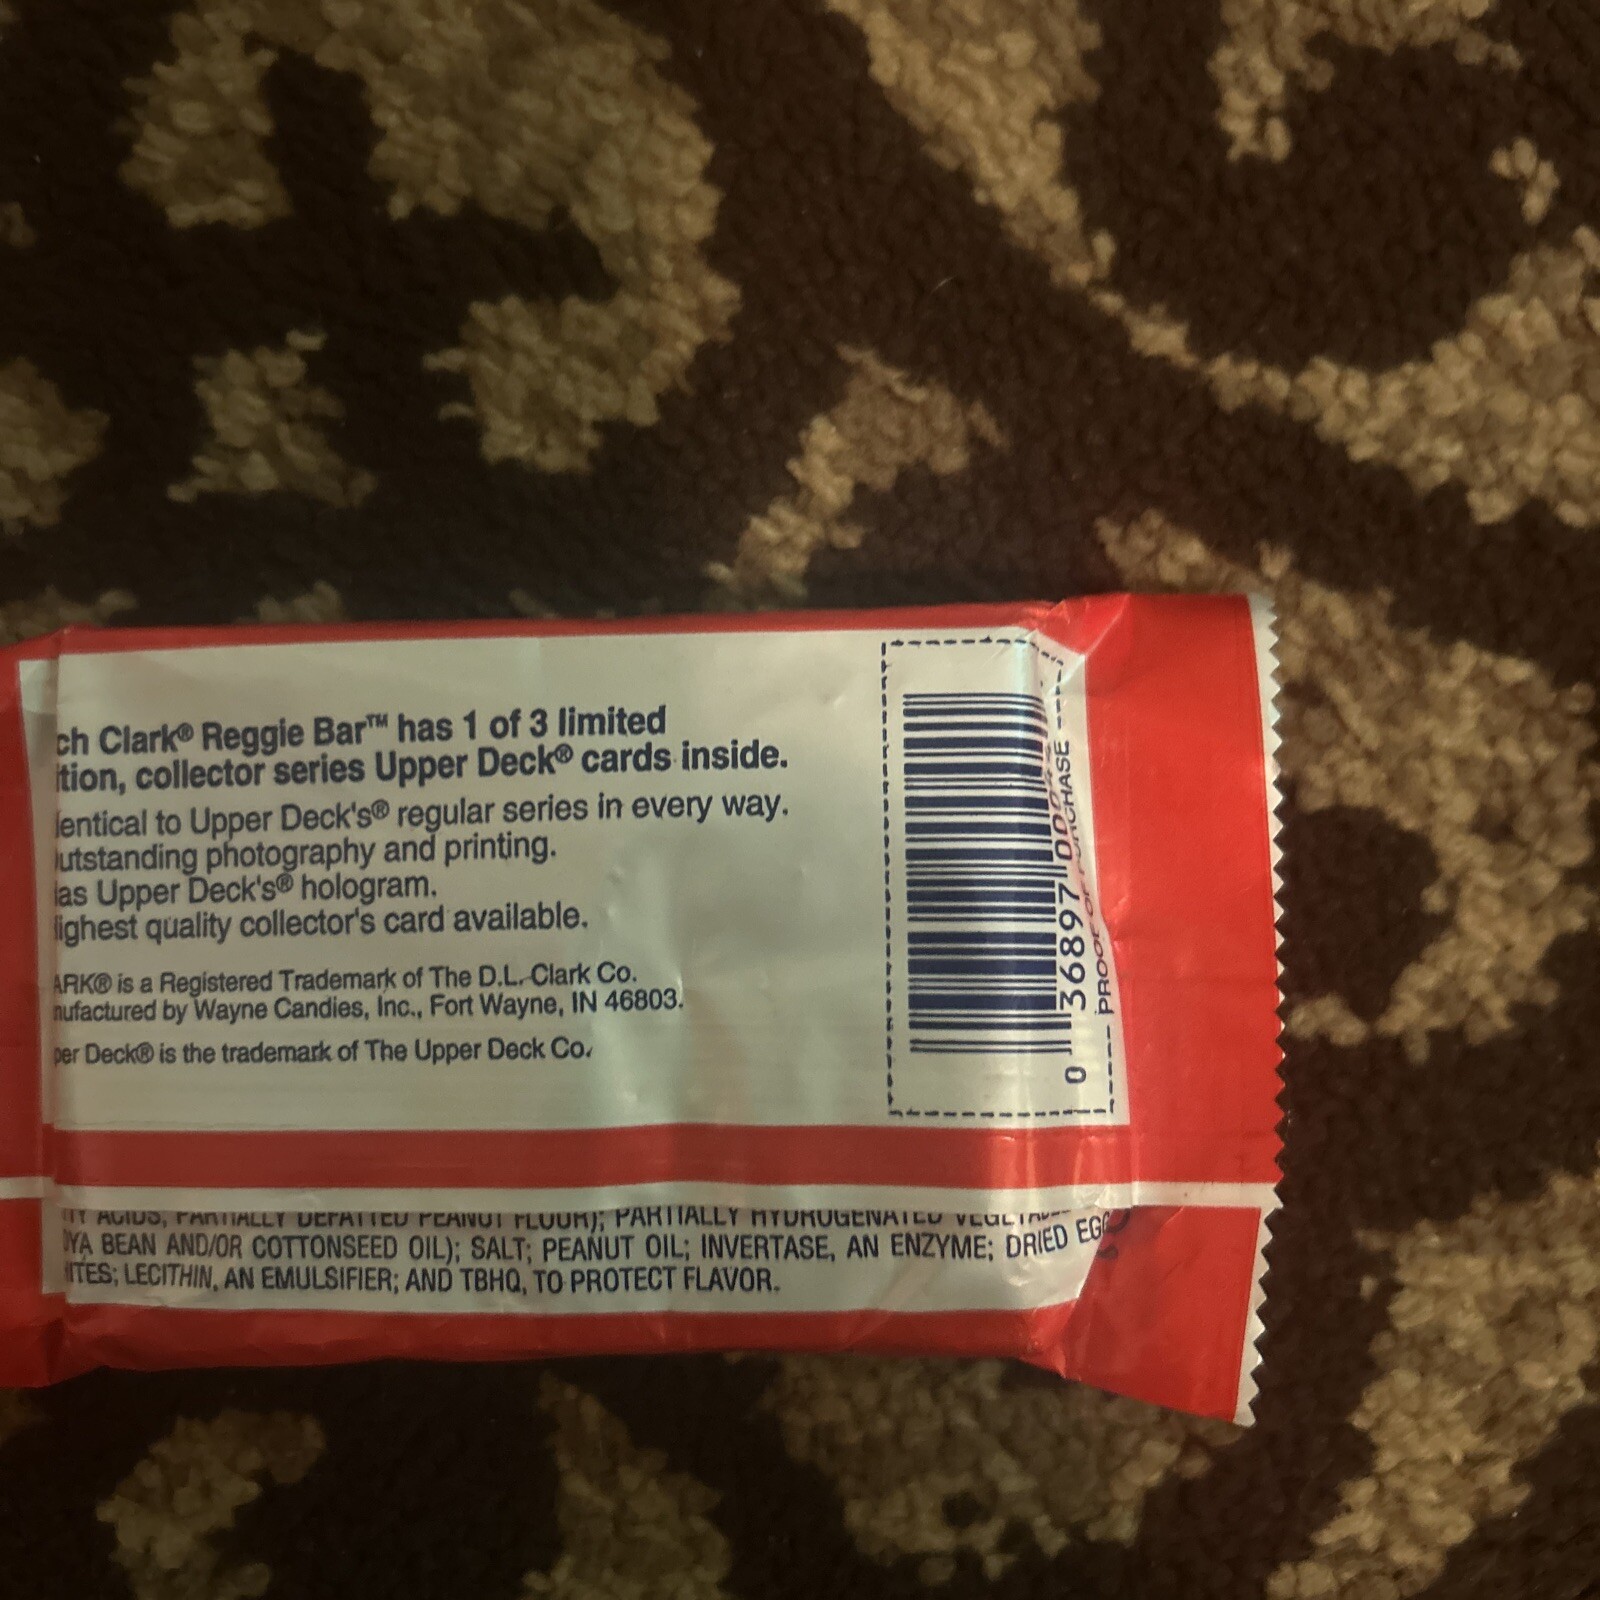 ch Clark® Reggie Bar™ has 1 of 3 limited
ition, collector series Upper Deck® cards inside.
lentical to Upper Deck's® regular series in every way.
utstanding photography and printing.
as Upper Deck's® hologram.
ighest quality collector's card available.
ARK® is a Registered Trademark of The D.L. Clark Co.
nufactured by Wayne Candies, Inc., Fort Wayne, IN 46803.
per Deck® is the trademark of The Upper Deck Co.
TY ACIDS, PARTIALLY DEFATTED PEANUT FLOUR); PARTIALLY HYDROGENATED
YA BEAN AND/OR COTTONSEED OIL); SALT; PEANUT OIL; INVERTASE, AN ENZYME; DRIED EGG
ITES; LECITHIN, AN EMULSIFIER; AND TBHQ, TO PROTECT FLAVOR.
0 36897
PROOF OF PURCHASE